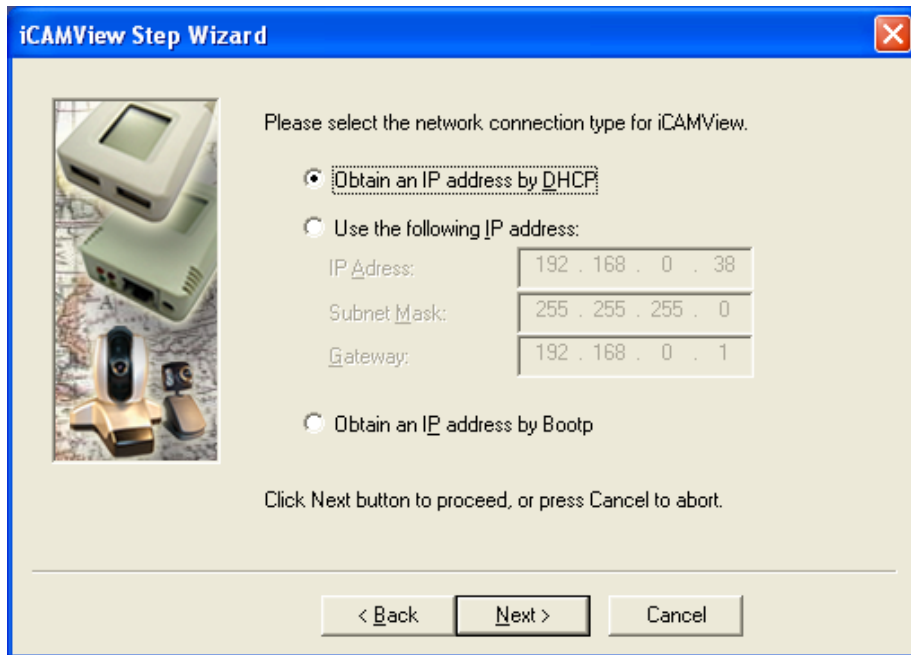 iCAMView Step Wizard
Please select the network connection type for iCAMView.
Obtain an IP address by DHCP
Use the following IP address:
IP Adress: 192 . 168 . 0 . 38
Subnet Mask: 255 . 255 . 255 . 0
Gateway: 192 . 168 . 0 . 1
Obtain an IP address by Bootp
Click Next button to proceed, or press Cancel to abort.
< Back Next > Cancel